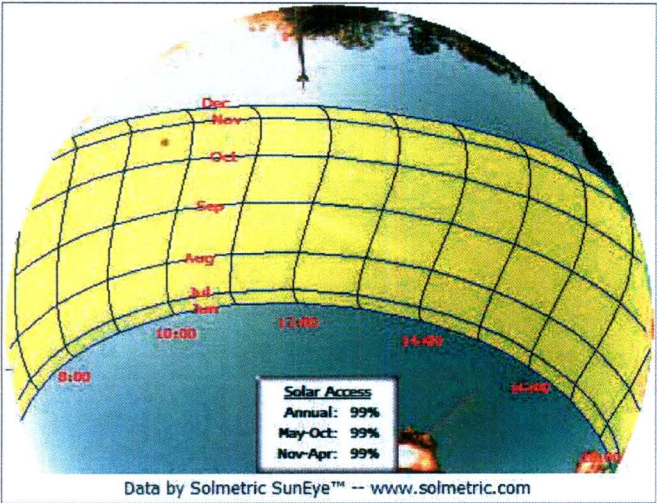 Dec
Nov
Oct
Sep
Aug
Jul
Jun
8:00
10:00
12:00
14:00
16:00
Solar Access
Annual: 99%
May-Oct: 99%
Nov-Apr: 99%
Data by Solmetric SunEye™ -- www.solmetric.com